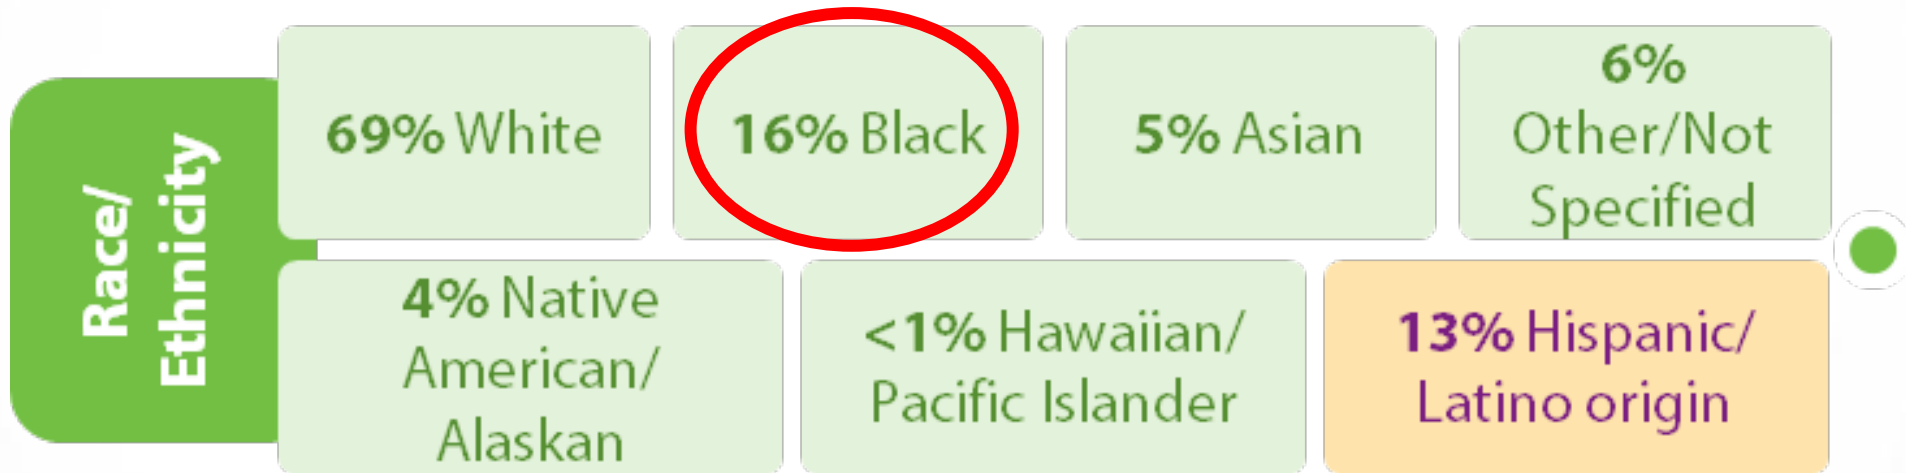 Race/
Ethnicity
69% White
16% Black
5% Asian
6%
Other/Not
Specified
4% Native
American/
Alaskan
<1% Hawaiian/
Pacific Islander
13% Hispanic/
Latino origin